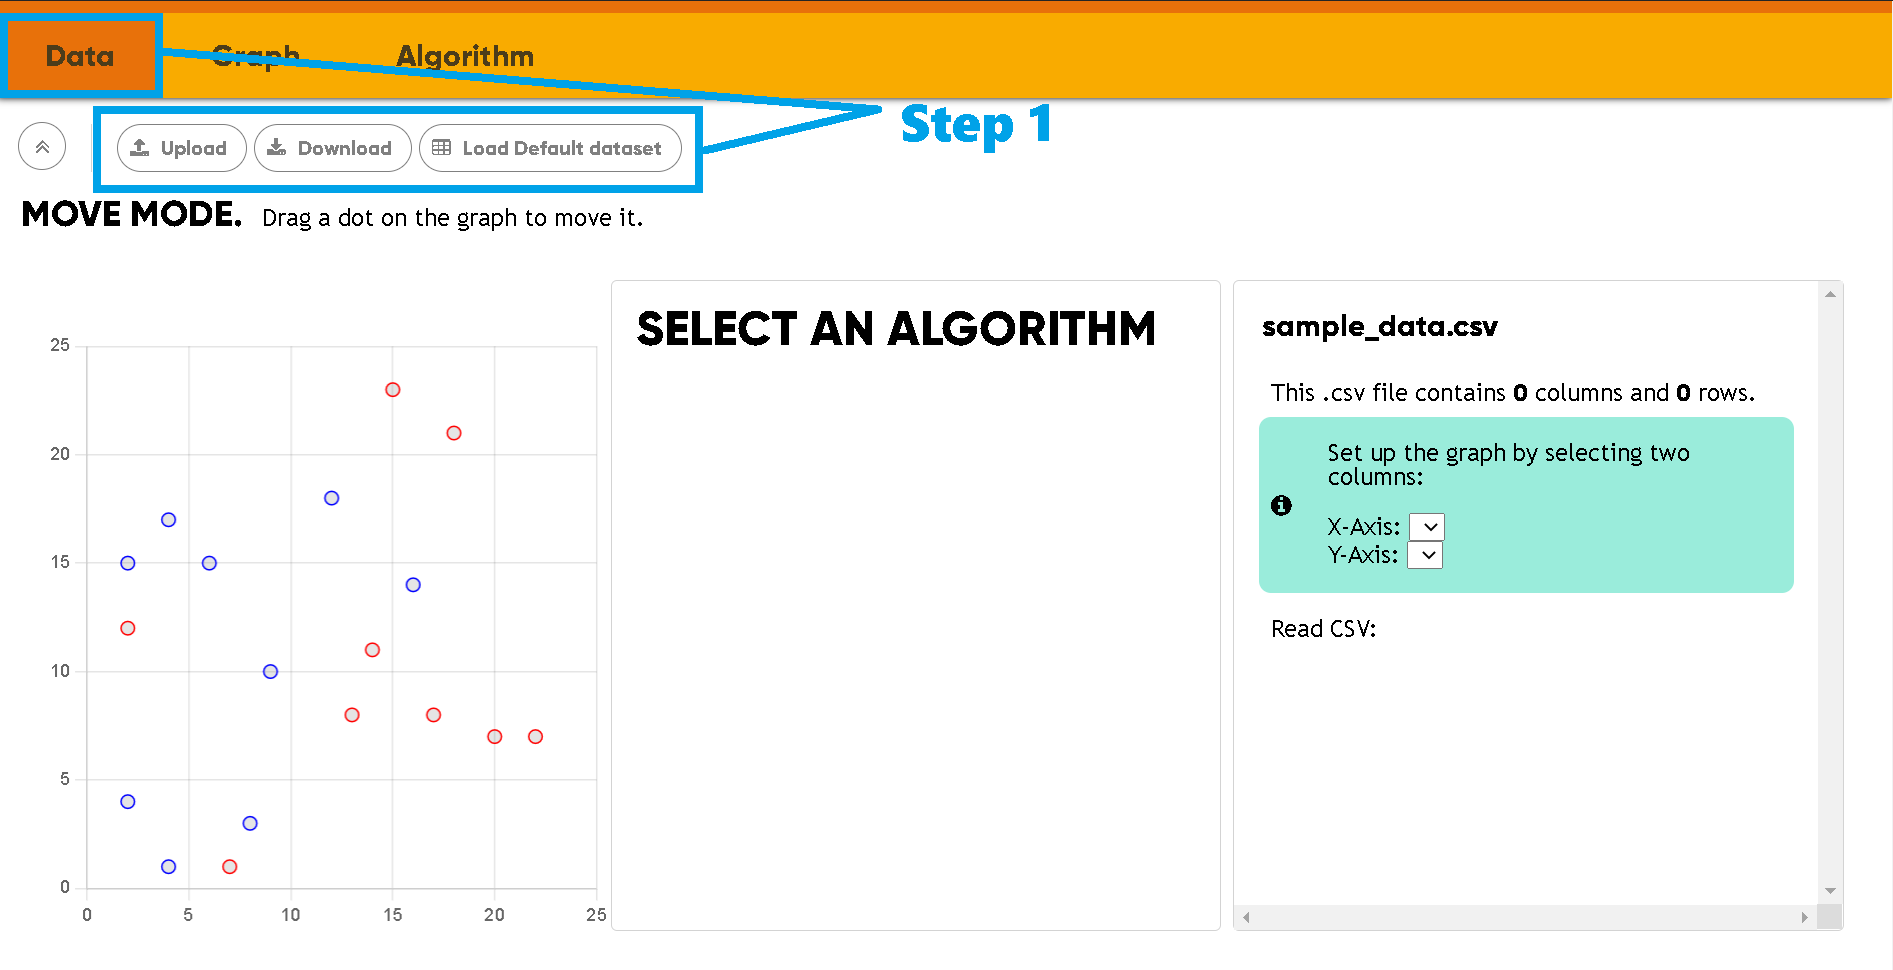 Data Graph Algorithm
Step 1
Upload Download Load Default dataset
MOVE MODE. Drag a dot on the graph to move it.
25
20
15
10
5
0
0 5 10 15 20 25
SELECT AN ALGORITHM
sample_data.csv
This .csv file contains 0 columns and 0 rows.
Set up the graph by selecting two
columns:
X-Axis:
Y-Axis:
Read CSV: